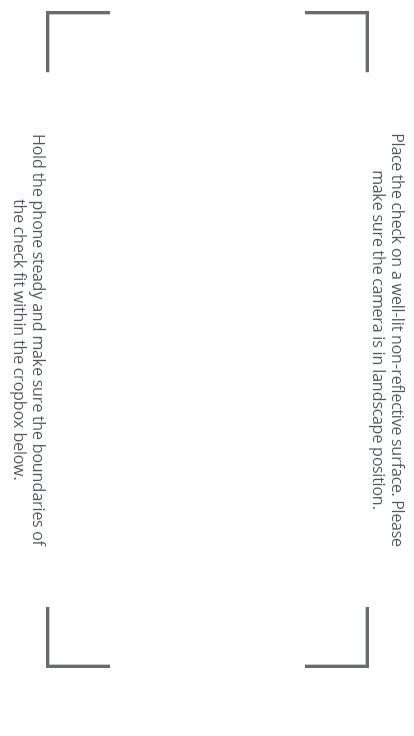 Place the check on a well-lit non-reflective surface. Please
make sure the camera is in landscape position.
Hold the phone steady and make sure the boundaries of
the check fit within the cropbox below.